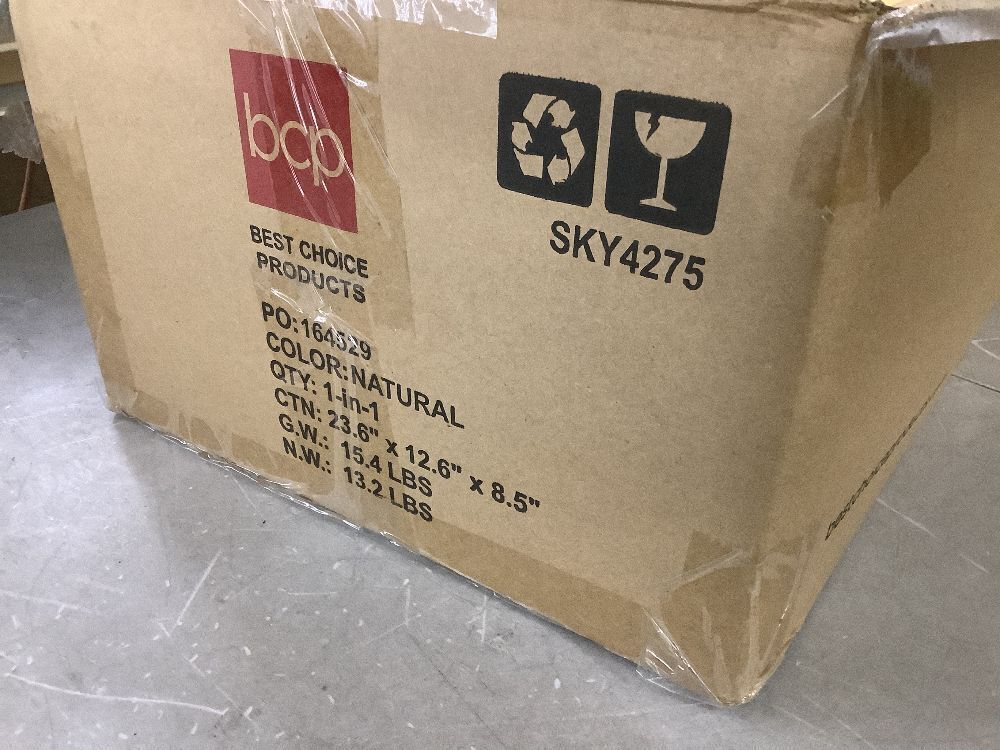 bcp
BEST CHOICE
PRODUCTS
SKY4275
PO:164529
COLOR:NATURAL
QTY: 1-in-1
CTN: 23.6" x 12.6" x 8.5"
G.W.: 15.4 LBS
N.W.: 13.2 LBS